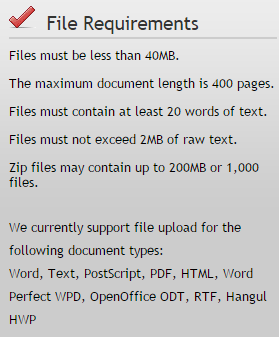 File Requirements
Files must be less than 40MB.
The maximum document length is 400 pages.
Files must contain at least 20 words of text.
Files must not exceed 2MB of raw text.
Zip files may contain up to 200MB or 1,000
files.
We currently support file upload for the
following document types:
Word, Text, PostScript, PDF, HTML, Word
Perfect WPD, OpenOffice ODT, RTF, Hangul
HWP